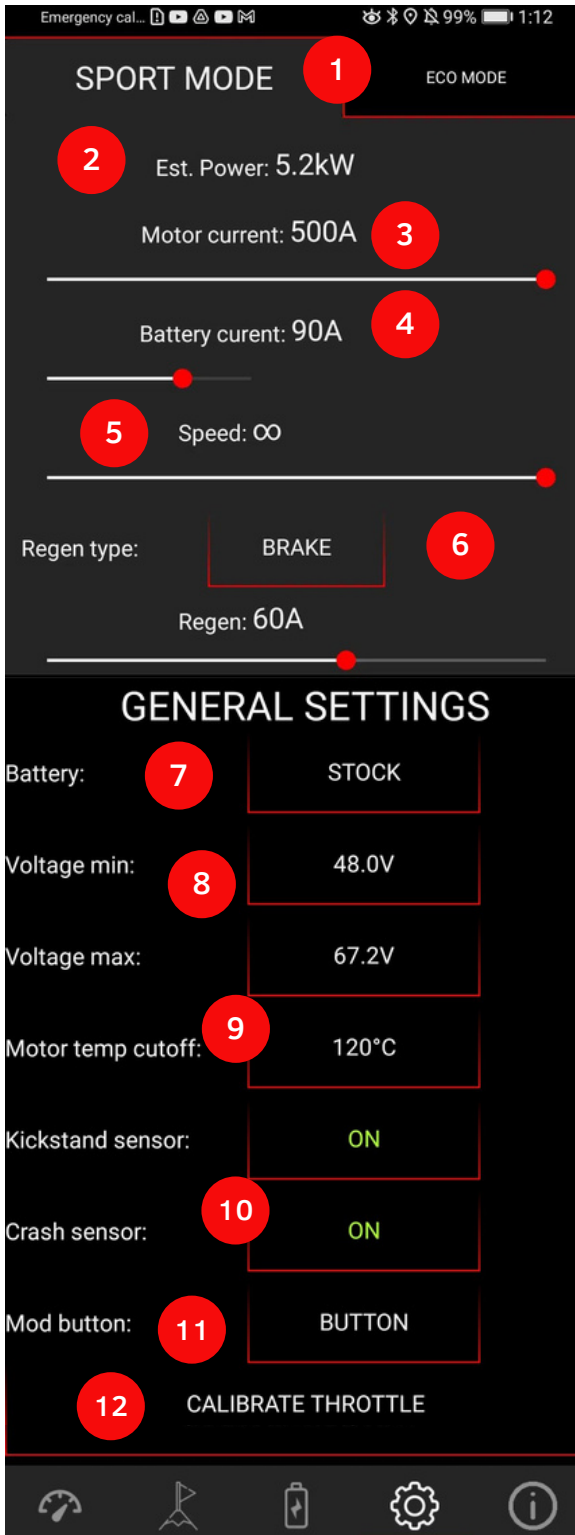 Emergency cal... 99% 1:12
SPORT MODE 1 ECO MODE
2 Est. Power: 5.2kW
Motor current: 500A 3
Battery curent: 90A 4
5 Speed: ∞
Regen type: BRAKE 6
Regen: 60A
GENERAL SETTINGS
Battery: 7 STOCK
Voltage min: 8 48.0V
Voltage max: 67.2V
Motor temp cutoff: 9 120°C
Kickstand sensor: ON
Crash sensor: 10 ON
Mod button: 11 BUTTON
12 CALIBRATE THROTTLE